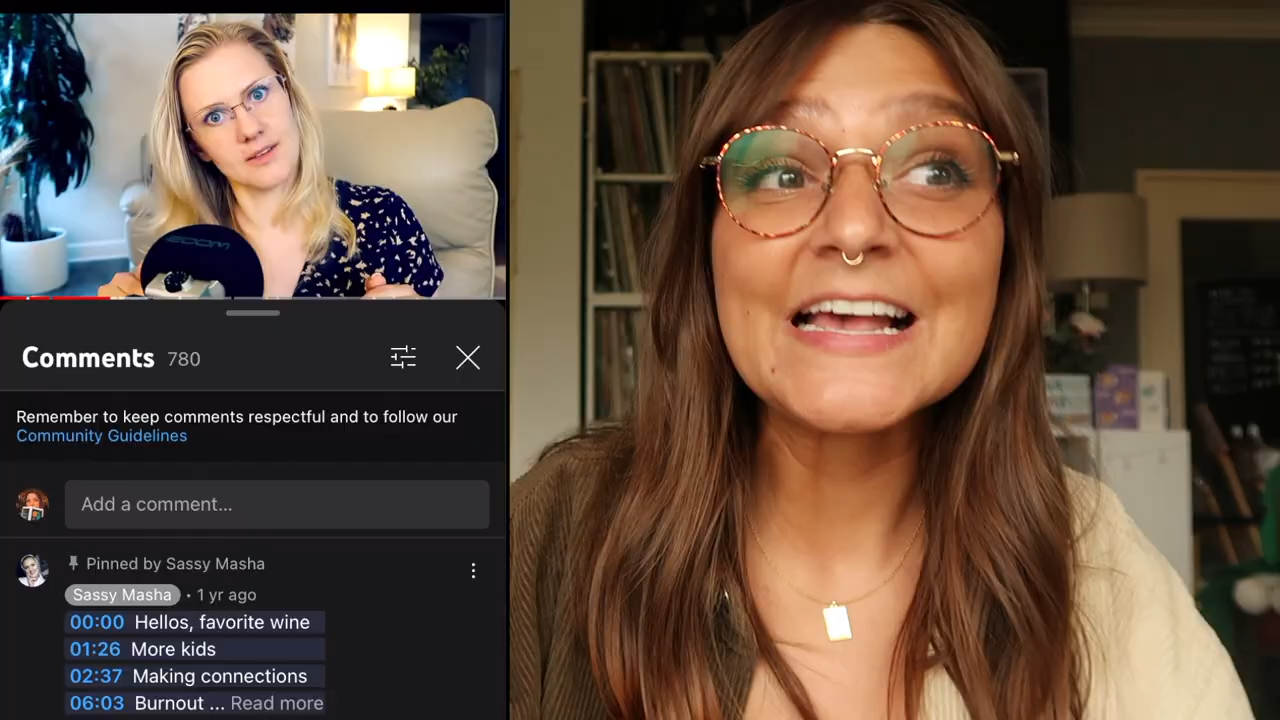 ZOOM
Comments 780
Remember to keep comments respectful and to follow our
Community Guidelines
Add a comment...
Pinned by Sassy Masha
Sassy Masha • 1 yr ago
00:00 Hellos, favorite wine
01:26 More kids
02:37 Making connections
06:03 Burnout ... Read more